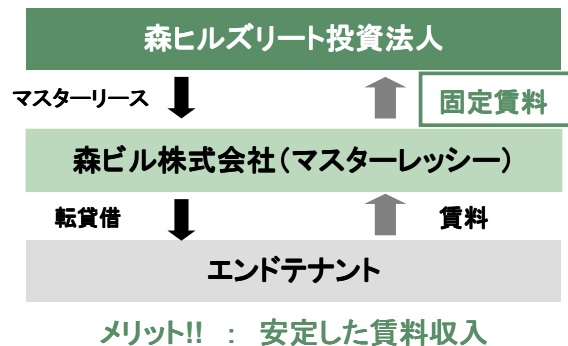 森ヒルズリート投資法人
マスターリース
固定賃料
森ビル株式会社(マスターレッシー)
転貸借
賃料
エンドテナント
メリット!! : 安定した賃料収入